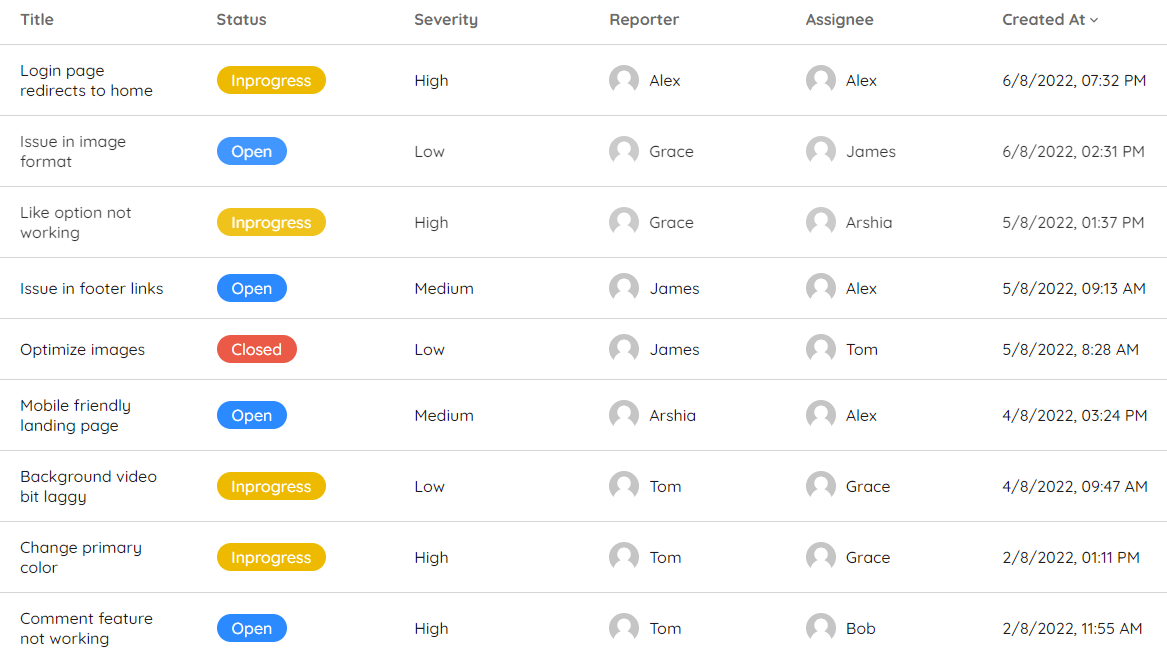 Title Status Severity Reporter Assignee Created At
Login page
redirects to home
Inprogress High Alex Alex 6/8/2022, 07:32 PM
Issue in image
format
Open Low Grace James 6/8/2022, 02:31 PM
Like option not
working
Inprogress High Grace Arshia 5/8/2022, 01:37 PM
Issue in footer links Open Medium James Alex 5/8/2022, 09:13 AM
Optimize images Closed Low James Tom 5/8/2022, 8:28 AM
Mobile friendly
landing page
Open Medium Arshia Alex 4/8/2022, 03:24 PM
Background video
bit laggy
Inprogress Low Tom Grace 4/8/2022, 09:47 AM
Change primary
color
Inprogress High Tom Grace 2/8/2022, 01:11 PM
Comment feature
not working
Open High Tom Bob 2/8/2022, 11:55 AM